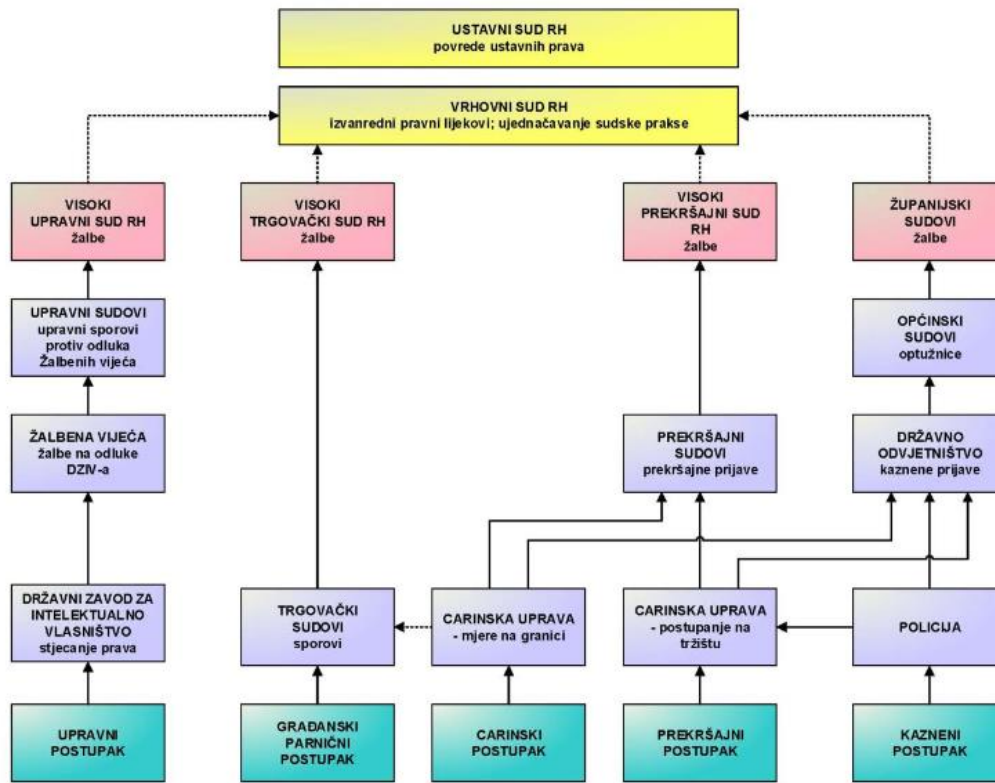 USTAVNI SUD RH
povrede ustavnih prava
VRHOVNI SUD RH
izvanredni pravni lijekovi; ujednačavanje sudske prakse
VISOKI
UPRAVNI SUD RH
žalbe
VISOKI
TRGOVAČKI SUD RH
žalbe
VISOKI
PREKRŠAJNI SUD
RH
žalbe
ŽUPANIJSKI
SUDOVI
žalbe
UPRAVNI SUDOVI
upravni sporovi
protiv odluka
Žalbenih vijeća
OPĆINSKI
SUDOVI
optužnice
ŽALBENA VIJEĆA
žalbe na odluke
DZIV-a
PREKRŠAJNI
SUDOVI
prekršajne prijave
DRŽAVNO
ODVJETNIŠTVO
kaznene prijave
DRŽAVNI ZAVOD ZA
INTELEKTUALNO
VLASNIŠTVO
stjecanje prava
TRGOVAČKI
SUDOVI
sporovi
CARINSKA UPRAVA
- mjere na granici
CARINSKA UPRAVA
- postupanje na
tržištu
POLICIJA
UPRAVNI
POSTUPAK
GRAĐANSKI
PARNIČNI
POSTUPAK
CARINSKI
POSTUPAK
PREKRŠAJNI
POSTUPAK
KAZNENI
POSTUPAK